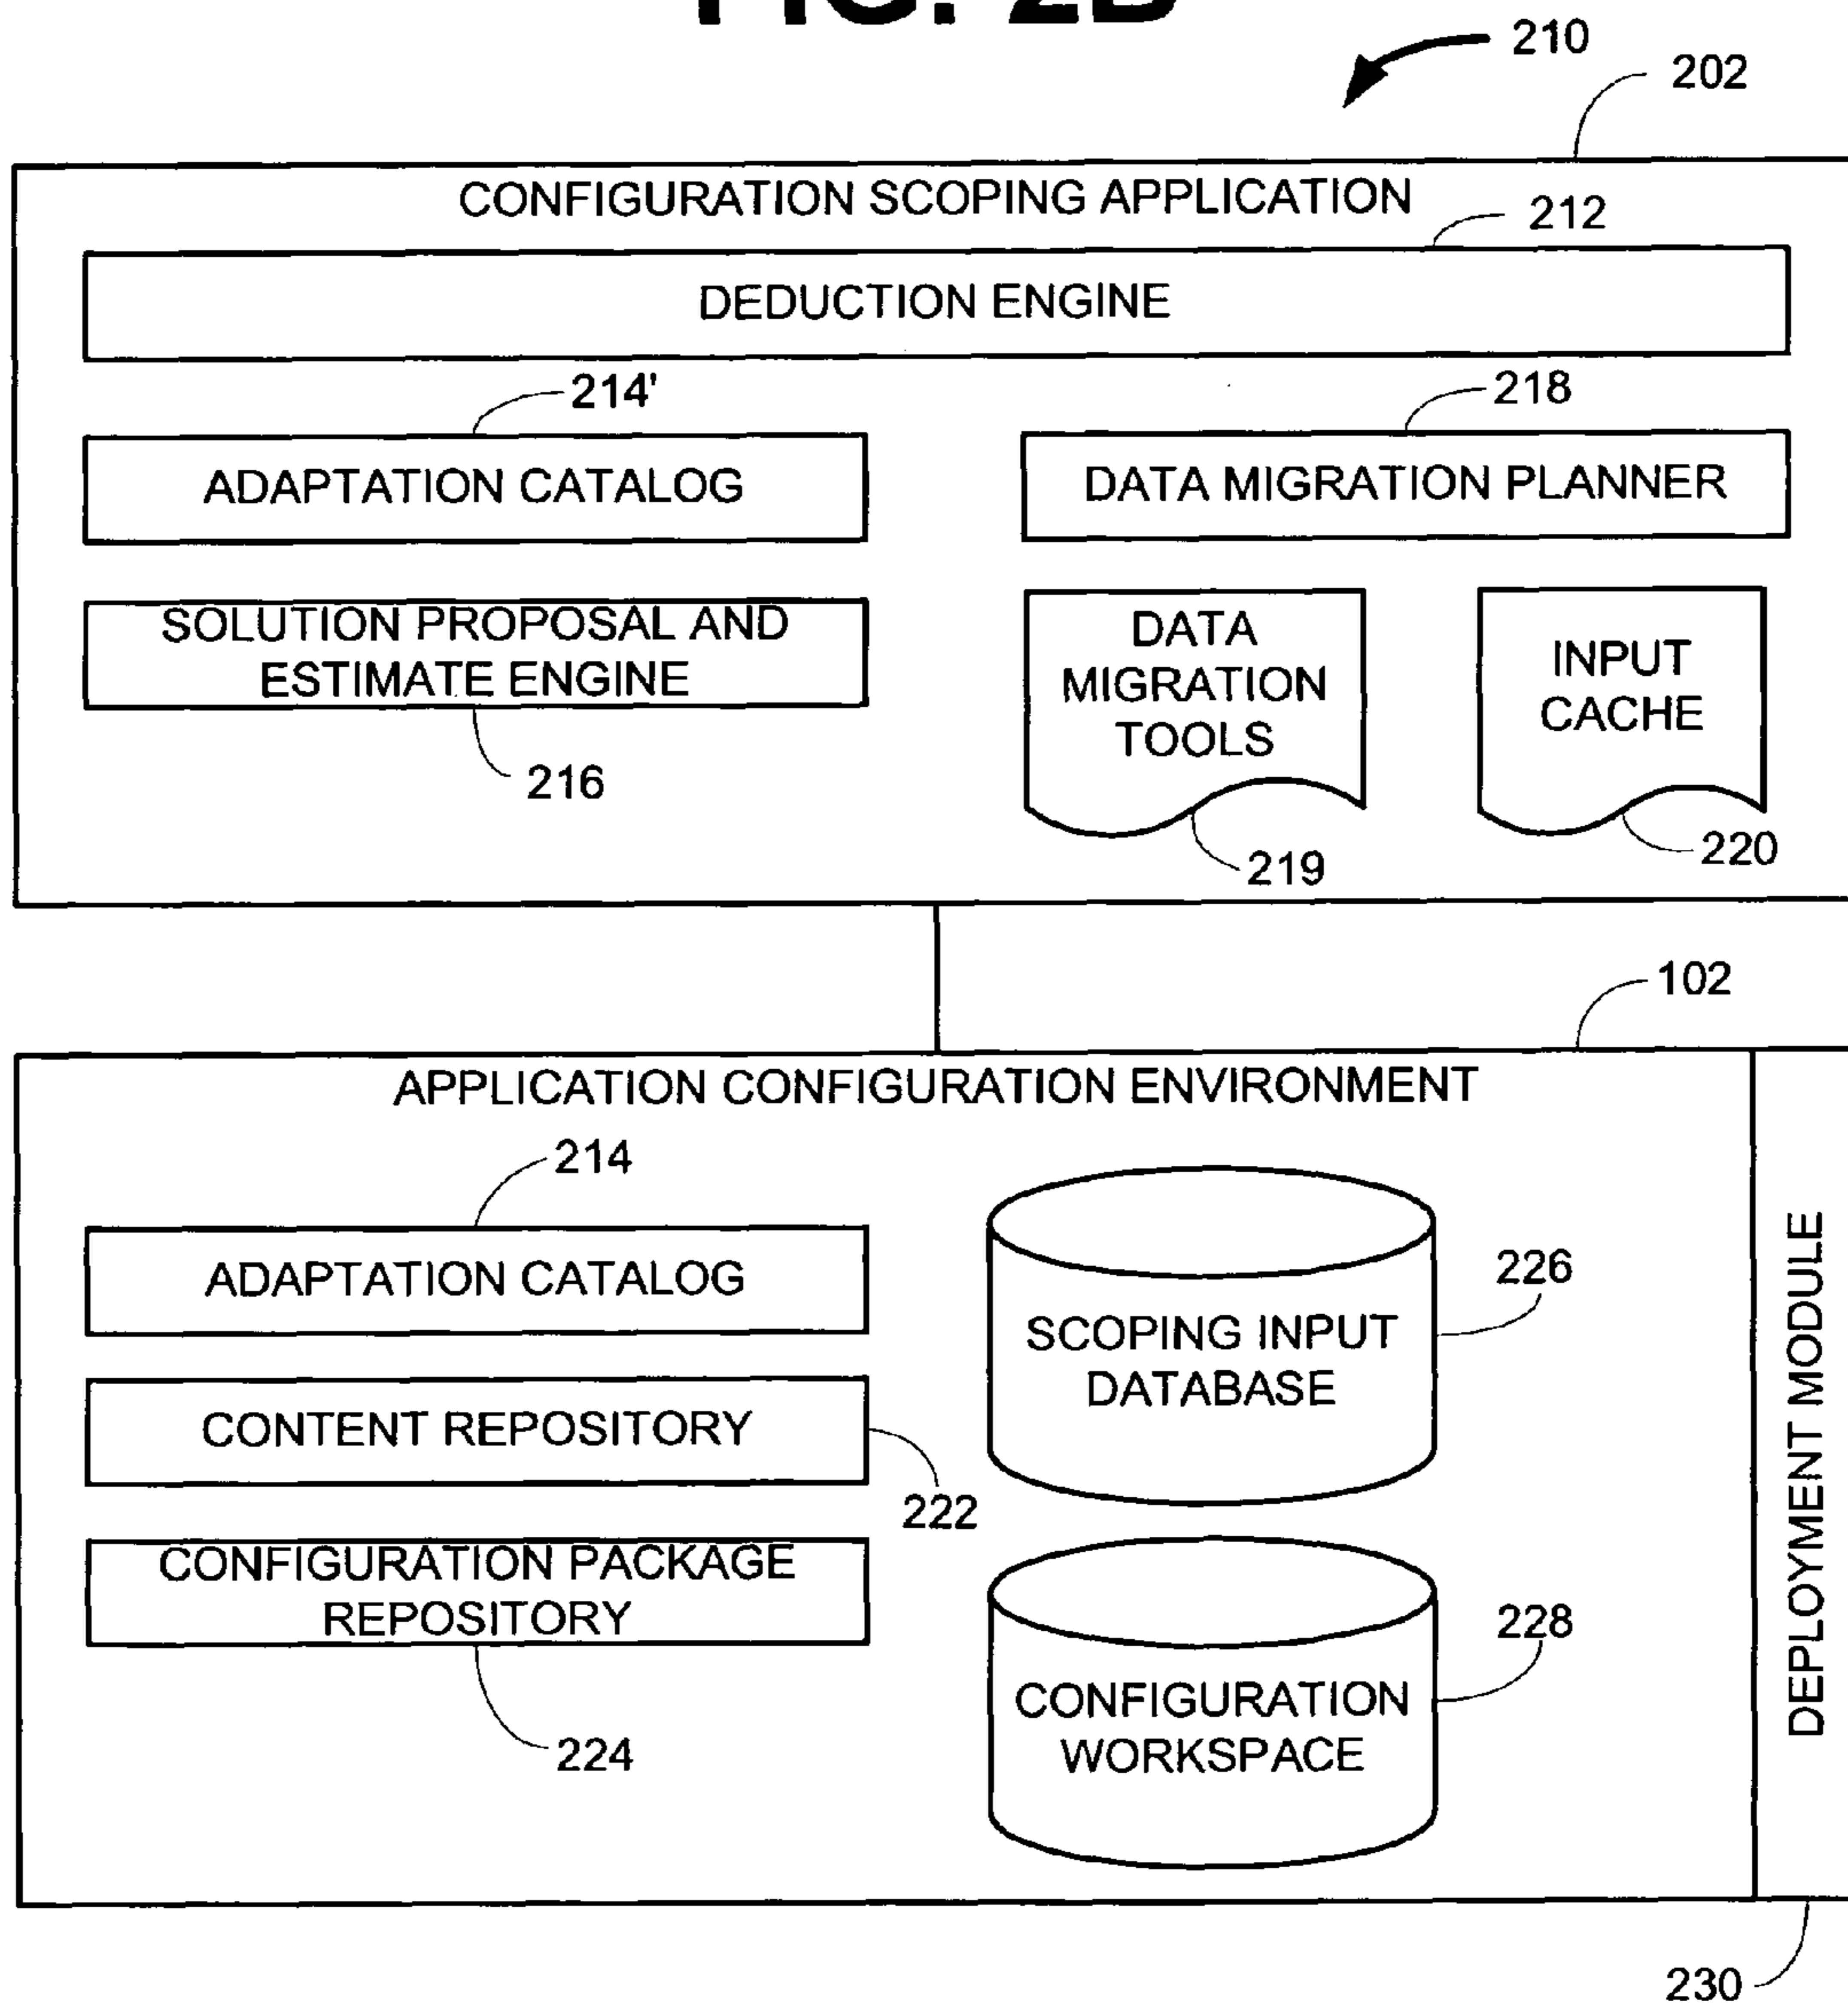 FIG. 2B
210
202
CONFIGURATION SCOPING APPLICATION
212
DEDUCTION ENGINE
214'
218
ADAPTATION CATALOG
DATA MIGRATION PLANNER
SOLUTION PROPOSAL AND
ESTIMATE ENGINE
216
DATA
MIGRATION
TOOLS
219
INPUT
CACHE
220
102
APPLICATION CONFIGURATION ENVIRONMENT
214
ADAPTATION CATALOG
CONTENT REPOSITORY
222
CONFIGURATION PACKAGE
REPOSITORY
224
SCOPING INPUT
DATABASE
226
CONFIGURATION
WORKSPACE
228
DEPLOYMENT MODULE
230